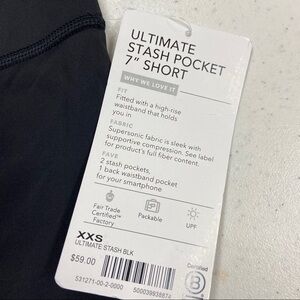 ULTIMATE
STASH POCKET
7" SHORT
WHY WE LOVE IT
FIT
Fitted with a high-rise
waistband that holds
you in
FABRIC
Supersonic fabric is sleek with
supportive compression. See label
for product's full fiber content.
FAVE
2 stash pockets,
1 back waistband pocket
for your smartphone
Fair Trade
Certified™
Factory
Packable
UPF
XXS
ULTIMATE STASH BLK
$59.00
531271-00-2-0000
Certified
B